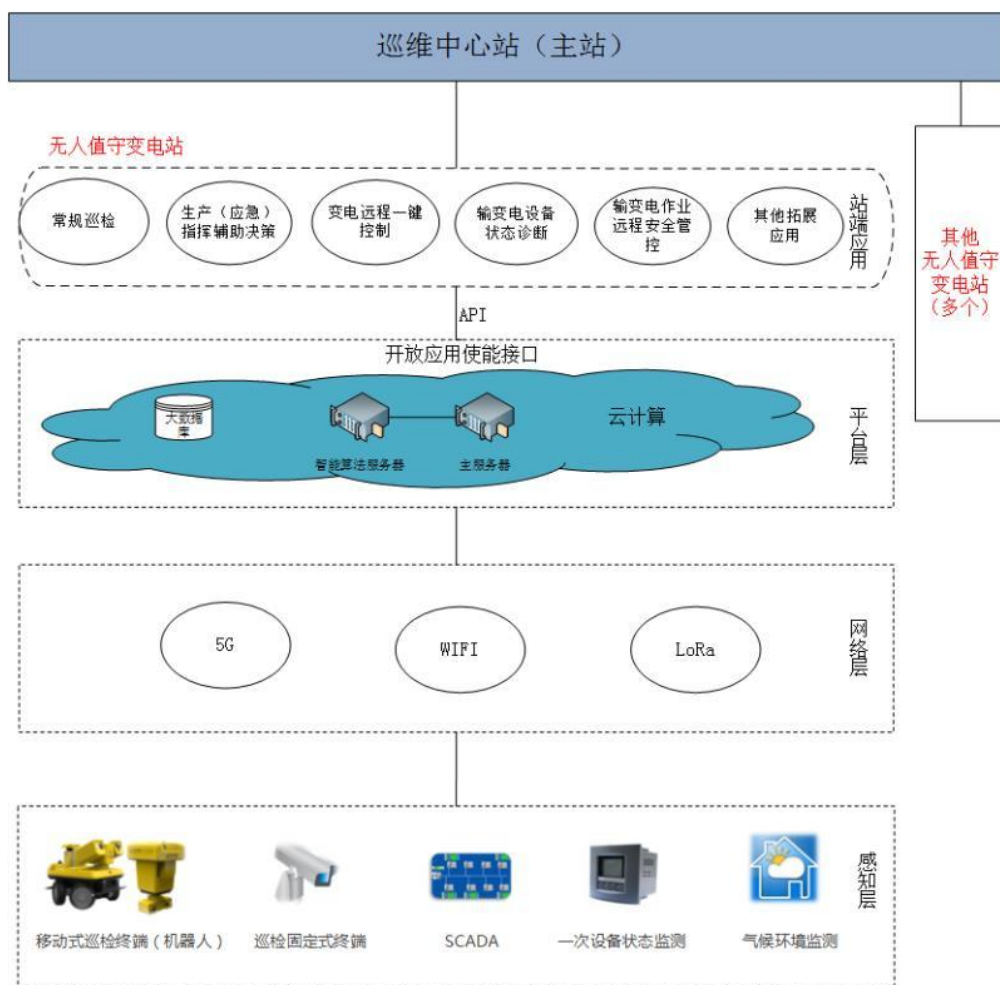 巡维中心站（主站）
无人值守变电站
常规巡检
生产（应急）
指挥辅助决策
变电远程一键
控制
输变电设备
状态诊断
输变电作业
远程安全管
控
其他拓展
应用
站端应用
其他
无人值守
变电站
（多个）
API
开放应用使能接口
大数据
库
智能算法服务器
主服务器
云计算
平台层
5G
WIFI
LoRa
网络层
移动式巡检终端（机器人）
巡检固定式终端
SCADA
一次设备状态监测
气候环境监测
感知层